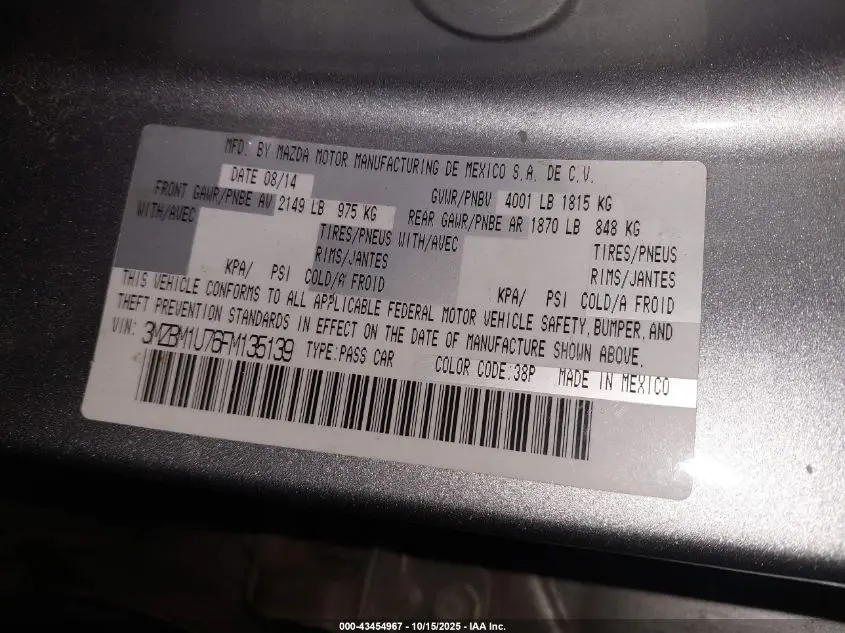 MFD. BY MAZDA MOTOR MANUFACTURING DE MEXICO S.A. DE C.V.
DATE 08/14 GVWR/PNBV 4001 LB 1815 KG
FRONT GAWR/PNBE AV 2149 LB 975 KG REAR GAWR/PNBE AR 1870 LB 848 KG
WITH/AVEC TIRES/PNEUS WITH/AVEC TIRES/PNEUS
RIMS/JANTES RIMS/JANTES
KPA/ PSI COLD/A FROID KPA/ PSI COLD/A FROID
THIS VEHICLE CONFORMS TO ALL APPLICABLE FEDERAL MOTOR VEHICLE SAFETY, BUMPER, AND
THEFT PREVENTION STANDARDS IN EFFECT ON THE DATE OF MANUFACTURE SHOWN ABOVE.
VIN: 3MZBM1U76FM135139 TYPE:PASS CAR COLOR CODE:38P MADE IN MEXICO
000-43454967 - 10/15/2025 - IAA Inc.